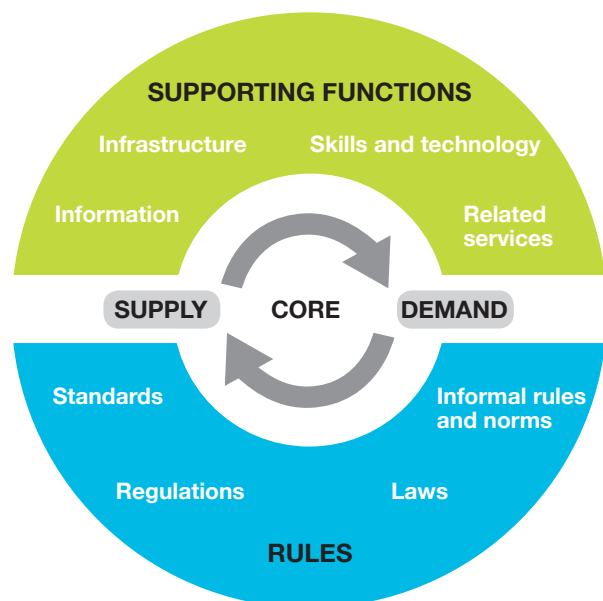 SUPPORTING FUNCTIONS
Infrastructure
Skills and technology
Information
Related
services
SUPPLY
CORE
DEMAND
Standards
Informal rules
and norms
Regulations
Laws
RULES